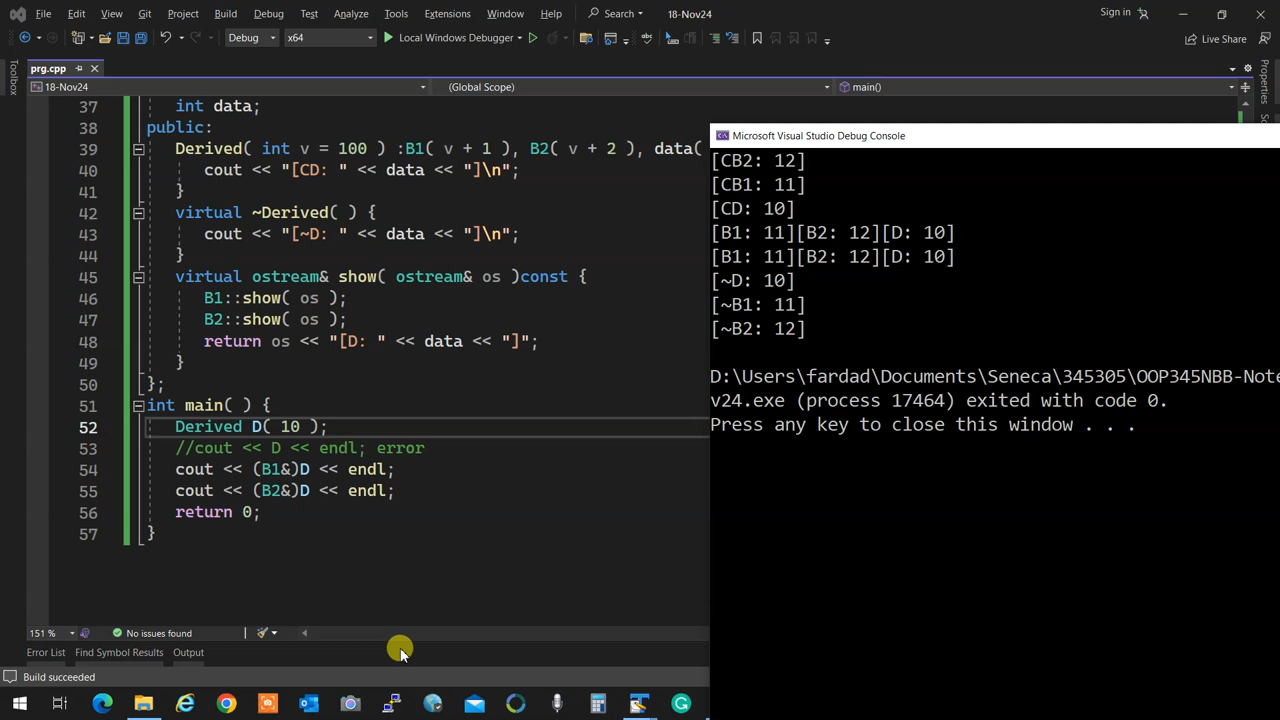 File Edit View Git Project Build Debug Test Analyze Tools Extensions Window Help Search 18-Nov24 Sign in
Debug x64 Local Windows Debugger Live Share
Toolbox
prg.cpp
18-Nov24 (Global Scope) main()
Properties
37 int data;
38 public:
39 Derived( int v = 100 ) :B1( v + 1 ), B2( v + 2 ), data(
40 cout << "[CD: " << data << "]\n";
41 }
42 virtual ~Derived( ) {
43 cout << "[~D: " << data << "]\n";
44 }
45 virtual ostream& show( ostream& os )const {
46 B1::show( os );
47 B2::show( os );
48 return os << "[D: " << data << "]";
49 }
50 };
51 int main( ) {
52 Derived D( 10 );
53 //cout << D << endl; error
54 cout << (B1&)D << endl;
55 cout << (B2&)D << endl;
56 return 0;
57 }
Microsoft Visual Studio Debug Console
[CB2: 12]
[CB1: 11]
[CD: 10]
[B1: 11][B2: 12][D: 10]
[B1: 11][B2: 12][D: 10]
[~D: 10]
[~B1: 11]
[~B2: 12]
D:\Users\fardad\Documents\Seneca\345305\OOP345NBB-Note
v24.exe (process 17464) exited with code 0.
Press any key to close this window . . .
151 % No issues found
Error List Find Symbol Results Output
Build succeeded